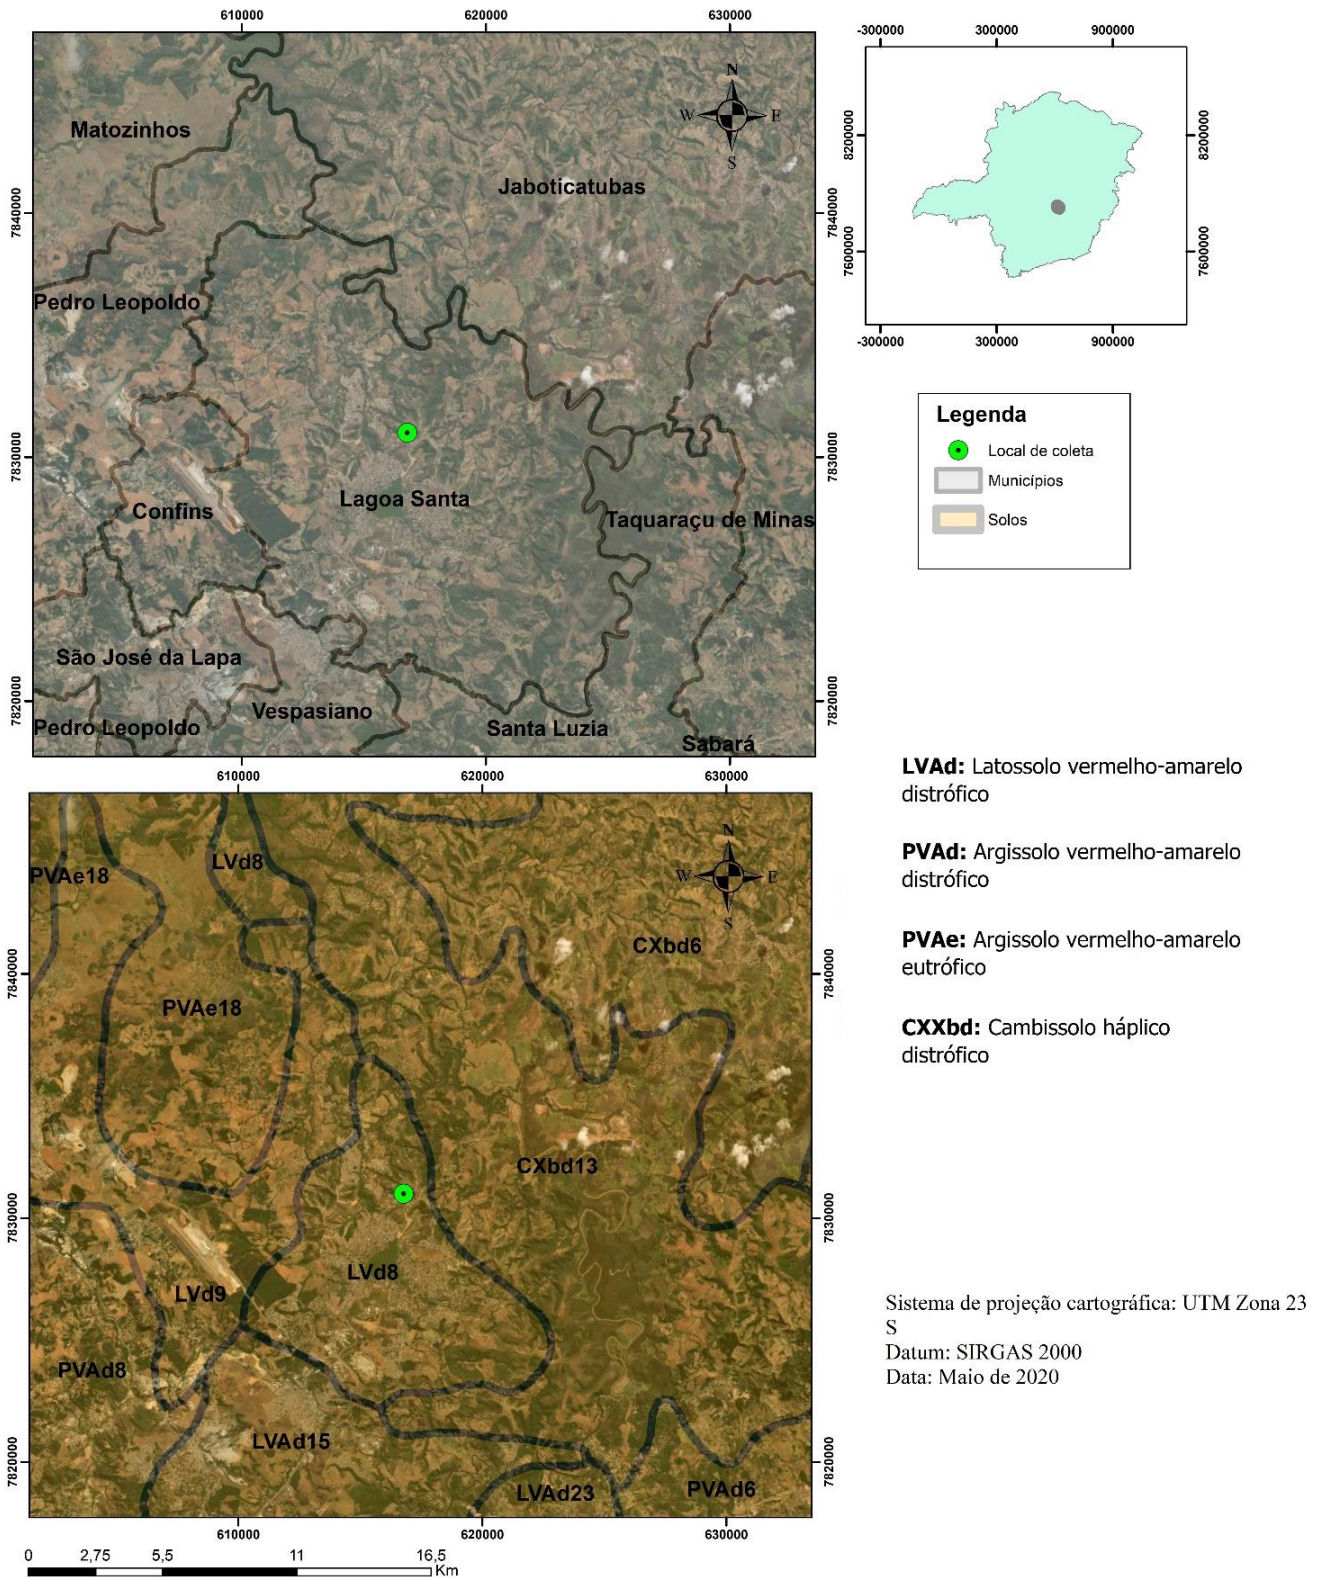 610000
620000
630000
N
W
E
S
Matozinhos
Jaboticatubas
7840000
7840000
Pedro Leopoldo
7830000
7830000
Lagoa Santa
Confins
Taquaraçu de Minas
São José da Lapa
Vespasiano
7820000
7820000
Pedro Leopoldo
Santa Luzia
Sabará
610000
620000
630000
-300000
300000
900000
8200000
8200000
7600000
7600000
-300000
300000
900000
Legenda
Local de coleta
Municípios
Solos
N
W
E
S
LVd8
PVAe18
CXbd6
7840000
7840000
PVAe18
CXbd13
7830000
7830000
LVd8
LVd9
PVAd8
LVAd15
7820000
7820000
LVAd23
PVAd6
610000
620000
630000
0
2,75
5,5
11
16,5
Km
LVAd: Latossolo vermelho-amarelo
distrófico
PVAd: Argissolo vermelho-amarelo
distrófico
PVAe: Argissolo vermelho-amarelo
eutrófico
CXXbd: Cambissolo háplico
distrófico
Sistema de projeção cartográfica: UTM Zona 23
S
Datum: SIRGAS 2000
Data: Maio de 2020